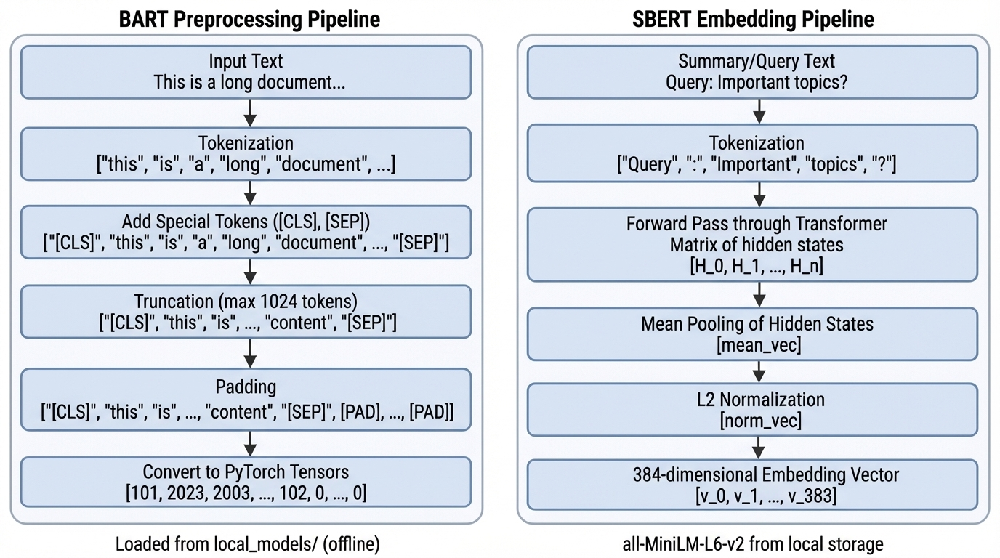 BART Preprocessing Pipeline
Input Text
This is a long document...
Tokenization
["this", "is", "a", "long", "document", ...]
Add Special Tokens ([CLS], [SEP])
["[CLS]", "this", "is", "a", "long", "document", ..., "[SEP]"]
Truncation (max 1024 tokens)
["[CLS]", "this", "is", ..., "content", "[SEP]"]
Padding
["[CLS]", "this", "is", ..., "content", "[SEP]", [PAD], ..., [PAD]]
Convert to PyTorch Tensors
[101, 2023, 2003, ..., 102, 0, ..., 0]
Loaded from local_models/ (offline)
SBERT Embedding Pipeline
Summary/Query Text
Query: Important topics?
Tokenization
["Query", ":", "Important", "topics", "?"]
Forward Pass through Transformer
Matrix of hidden states
[H_0, H_1, ..., H_n]
Mean Pooling of Hidden States
[mean_vec]
L2 Normalization
[norm_vec]
384-dimensional Embedding Vector
[v_0, v_1, ..., v_383]
all-MiniLM-L6-v2 from local storage